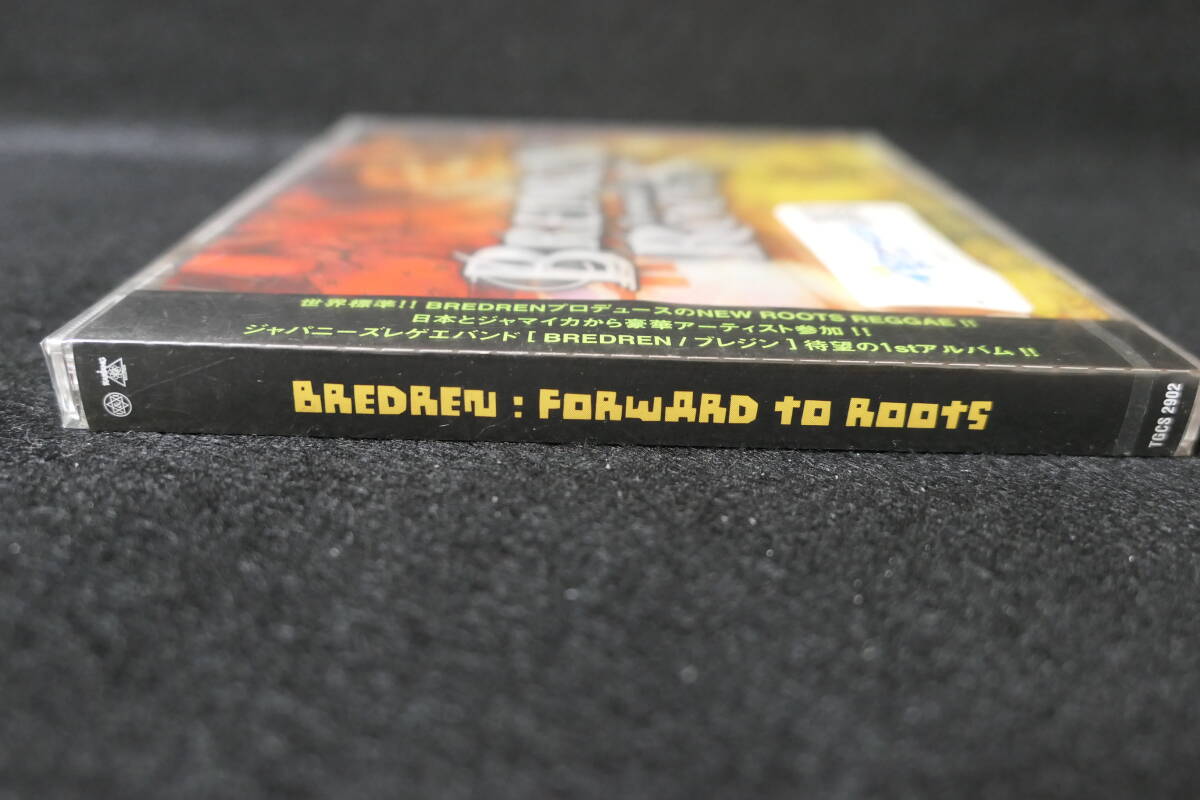 BREDREN
世界標準!! BREDRENプロデュースのNEW ROOTS REGGAE!!
日本とジャマイカから豪華アーティスト参加!!
ジャパニーズレゲエバンド [ BREDREN / ブレジン ] 待望の1stアルバム!!
BREDREN : FORWARD TO ROOTS
TGCS 2902